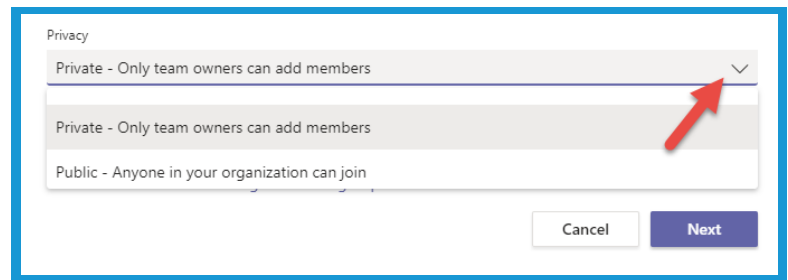 Privacy
Private - Only team owners can add members
Private - Only team owners can add members
Public - Anyone in your organization can join
Cancel
Next